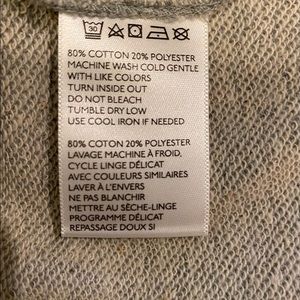 30
80% COTTON 20% POLYESTER
MACHINE WASH COLD GENTLE
WITH LIKE COLORS
TURN INSIDE OUT
DO NOT BLEACH
TUMBLE DRY LOW
USE COOL IRON IF NEEDED
80% COTTON 20% POLYESTER
LAVAGE MACHINE À FROID,
CYCLE LINGE DÉLICAT
AVEC COULEURS SIMILAIRES
LAVER À L'ENVERS
NE PAS BLANCHIR
METTRE AU SÈCHE-LINGE
PROGRAMME DÉLICAT
REPASSAGE DOUX SI